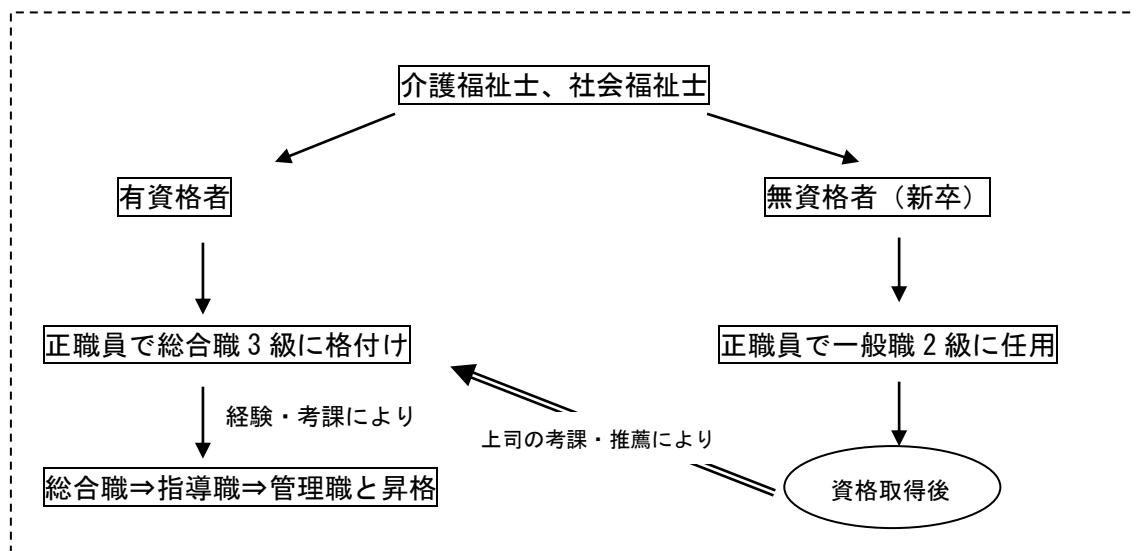 介護福祉士、社会福祉士
有資格者
無資格者（新卒）
正職員で総合職３級に格付け
正職員で一般職２級に任用
経験・考課により
上司の考課・推薦により
総合職⇒指導職⇒管理職と昇格
資格取得後